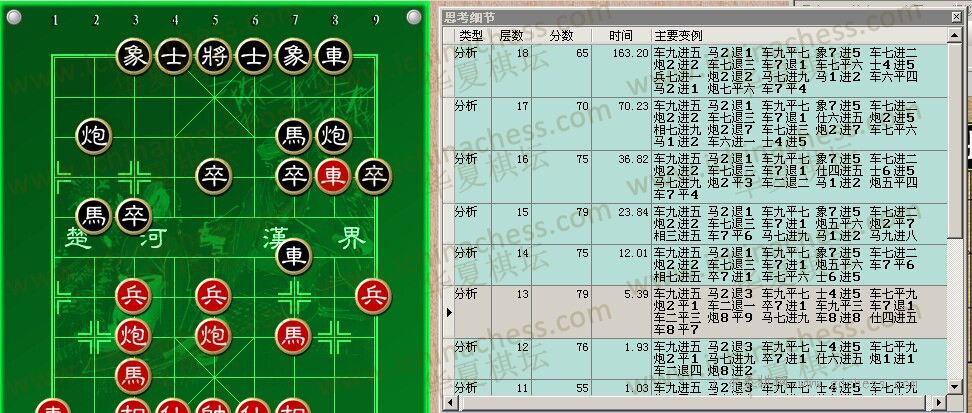 1 2 3 4 5 6 7 8 9
象 士 將 士 象 車
炮 馬 炮
卒 卒 車 卒
馬 卒
楚 河 漢 界
車
兵 兵 兵
炮 炮 馬
馬
思考细节
类型 层数 分数 时间 主要变例
分析 18 65 163.20 车九进五 马2退1 车九平七 象7进5 车七进二
炮2进2 车七退三 车7退1 车七平六 士4进5
兵七进一 炮2退2 马七进九 马1进2 车六平四
马2进1 炮七平六 车7平4
分析 17 70 70.23 车九进五 马2退1 车九平七 象7进5 车七进二
炮2进2 车七退三 车7退1 仕六进五 炮2进5
相七进九 炮2退7 车七进三 炮2进7 车七平六
马1进2 车六进一 士4进5
分析 16 75 36.82 车九进五 马2退1 车九平七 象7进5 车七进二
炮2进2 车七退三 车7退1 仕四进五 士6进5
马七进九 炮2平3 车二退二 马1进2 炮五平四
车7平4
分析 15 79 23.84 车九进五 马2退1 车九平七 象7进5 车七进二
炮2进2 车七退三 车7进1 炮五平六 炮2平7
相三进五 车7平6 马七进九 马1进2 马九进八
分析 14 75 12.01 车九进五 马2退1 车九平七 象7进5 车七进二
炮2进2 车七退三 车7进1 炮五平六 车7平6
相七进五 卒7进1 车七平六 士6进5
分析 13 79 5.39 车九进五 马2退3 车九平七 士4进5 车七平九
炮2平1 车二退一 卒7进1 车九平三 车7退1
车二平三 炮8平9 马七进九 车8进8 仕四进五
车8平7
分析 12 76 1.93 车九进五 马2退3 车九平七 士4进5 车七平九
炮2平1 马七进九 卒7进1 仕六进五 炮1进1
车二退四 炮8进2
分析 11 55 1.03 车九进五 马2退3 车九平七 士4进5 车七平九